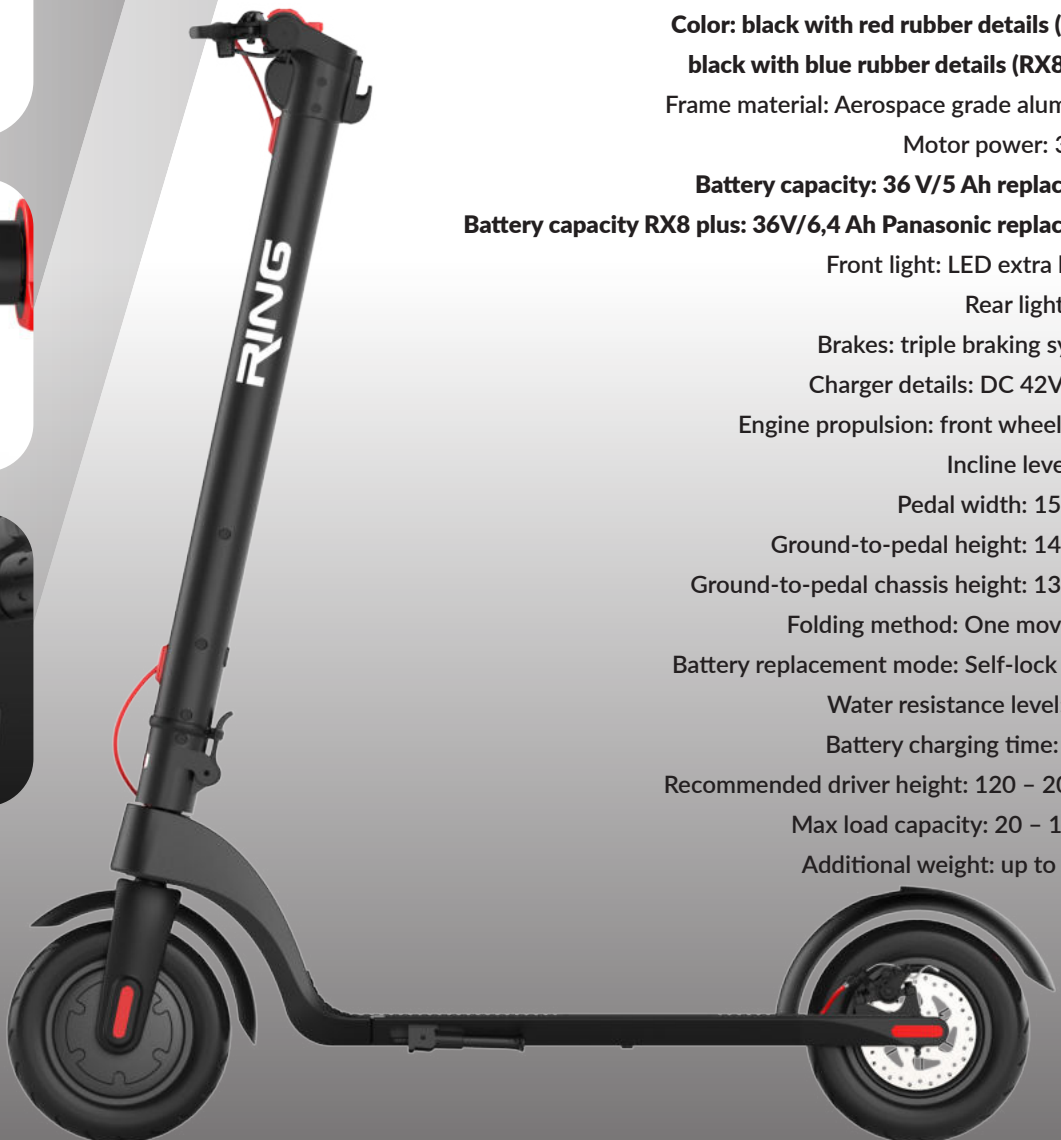 Color: black with red rubber details (
black with blue rubber details (RX8
Frame material: Aerospace grade alum
Motor power: 3
Battery capacity: 36 V/5 Ah replac
Battery capacity RX8 plus: 36V/6,4 Ah Panasonic replac
Front light: LED extra
Rear light
Brakes: triple braking sy
Charger details: DC 42V
Engine propulsion: front wheel
Incline leve
Pedal width: 15
Ground-to-pedal height: 14
Ground-to-pedal chassis height: 13
Folding method: One mov
Battery replacement mode: Self-lock
Water resistance level
Battery charging time:
Recommended driver height: 120 – 20
Max load capacity: 20 – 1
Additional weight: up to
RING